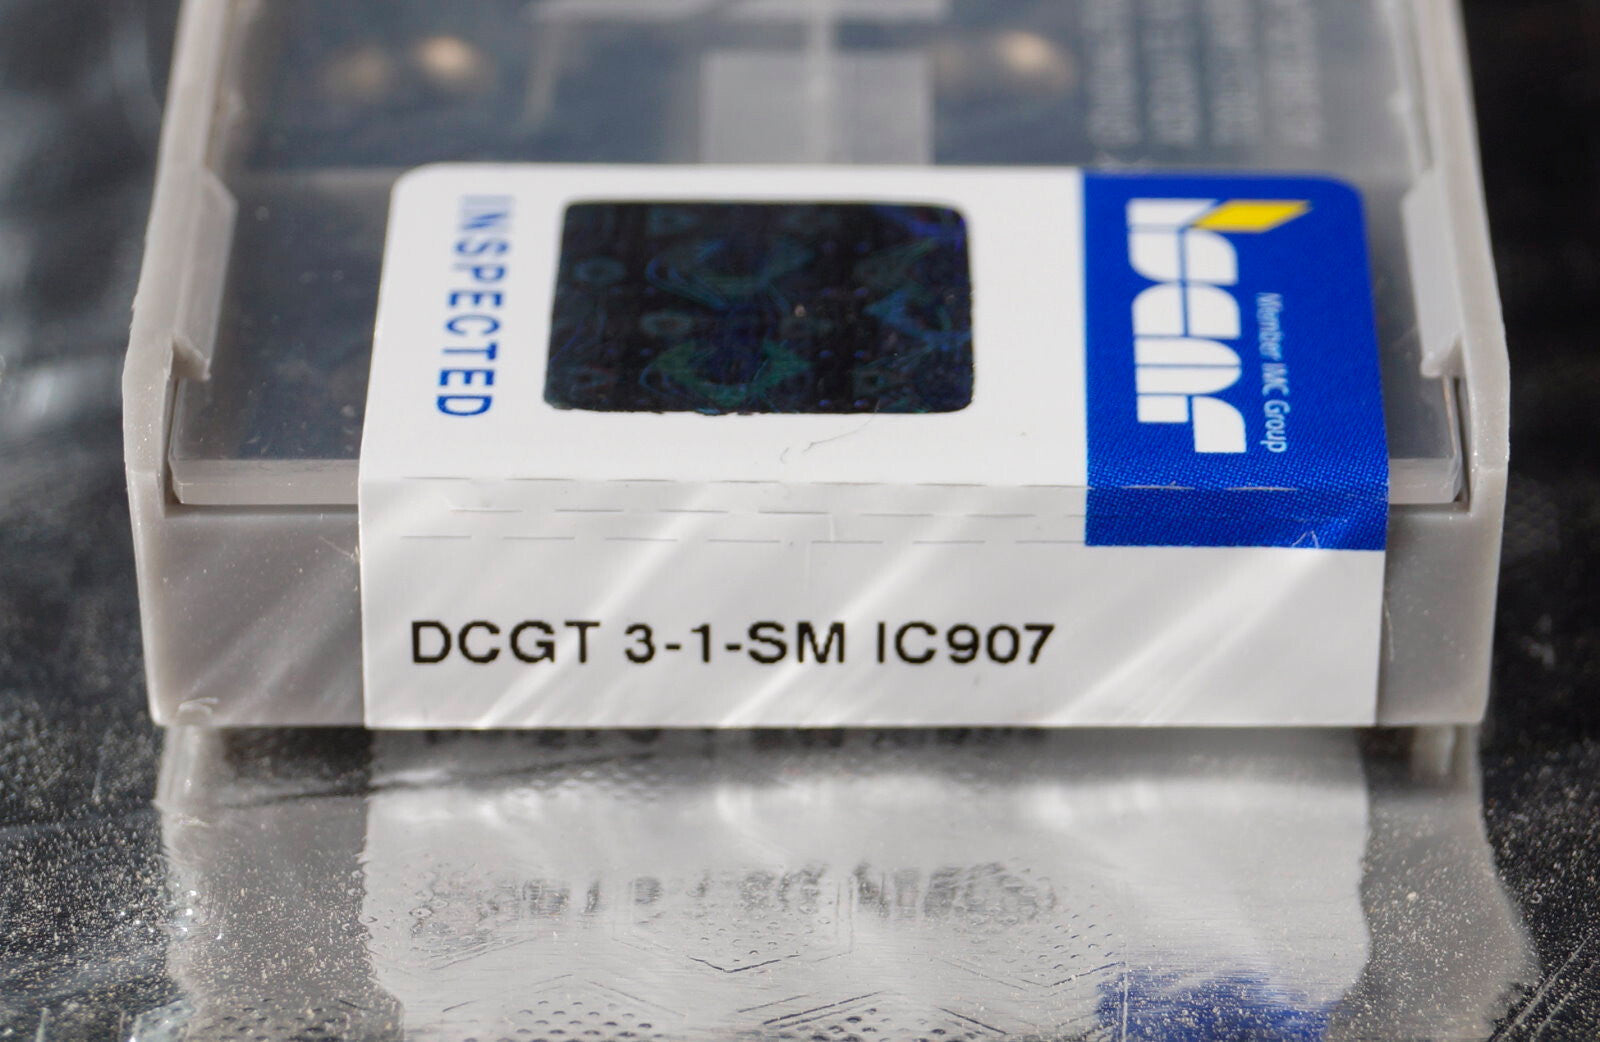 INSPECTED
iscar
Member IMC Group
DCGT 3-1-SM IC907